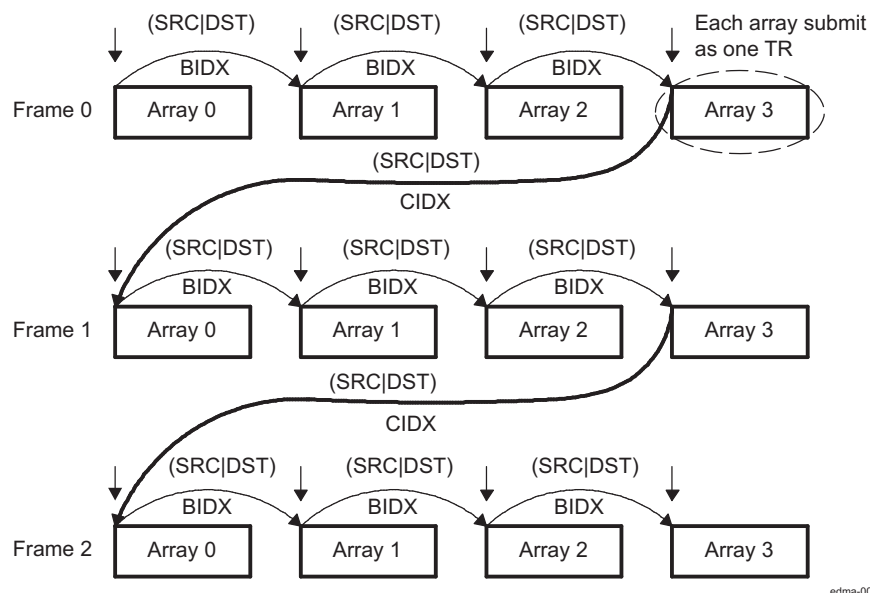 (SRC|DST) (SRC|DST) (SRC|DST) Each array submit
as one TR
BIDX BIDX BIDX
Frame 0 Array 0 Array 1 Array 2 Array 3
(SRC|DST)
CIDX
(SRC|DST) (SRC|DST) (SRC|DST)
BIDX BIDX BIDX
Frame 1 Array 0 Array 1 Array 2 Array 3
(SRC|DST)
CIDX
(SRC|DST) (SRC|DST) (SRC|DST)
BIDX BIDX BIDX
Frame 2 Array 0 Array 1 Array 2 Array 3